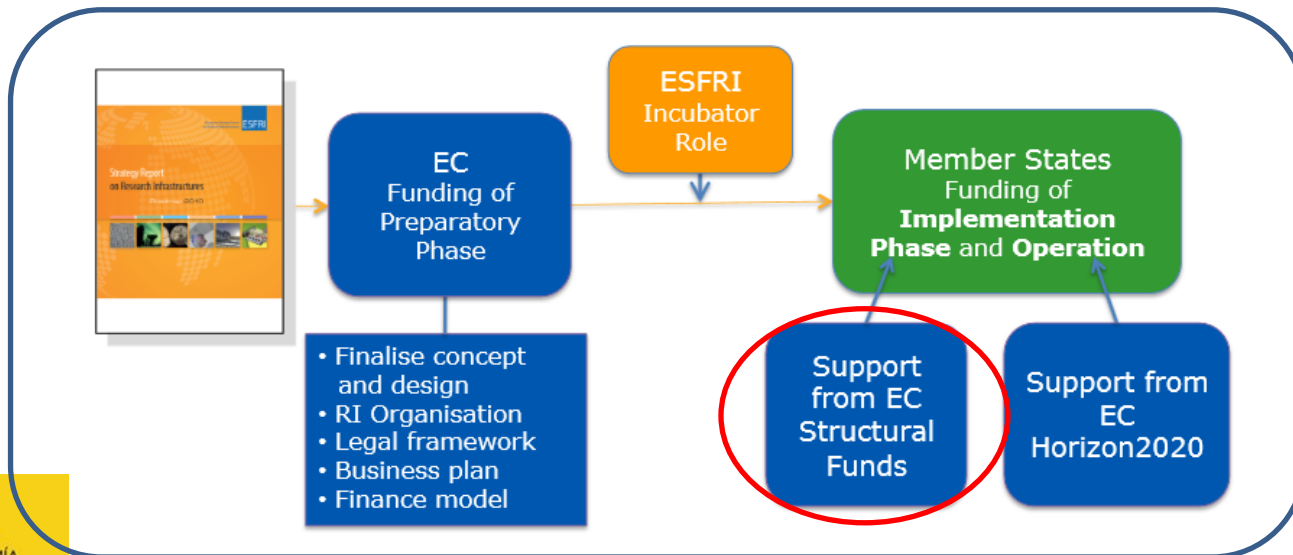 ESFRI
Strategy Report
on Research Infrastructures
Roadmap 2010
EC
Funding of
Preparatory
Phase
• Finalise concept
and design
• RI Organisation
• Legal framework
• Business plan
• Finance model
ESFRI
Incubator
Role
Member States
Funding of
Implementation
Phase and Operation
Support
from EC
Structural
Funds
Support from
EC
Horizon2020